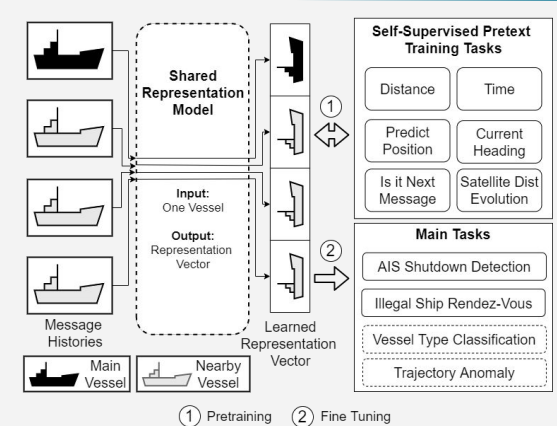 Shared
Representation
Model
Input:
One Vessel
Output:
Representation
Vector
Message
Histories
Learned
Representation
Vector
1
2
Self-Supervised Pretext
Training Tasks
Distance
Time
Predict
Position
Current
Heading
Is it Next
Message
Satellite Dist
Evolution
Main Tasks
AIS Shutdown Detection
Illegal Ship Rendez-Vous
Vessel Type Classification
Trajectory Anomaly
Main
Vessel
Nearby
Vessel
1 Pretraining 2 Fine Tuning